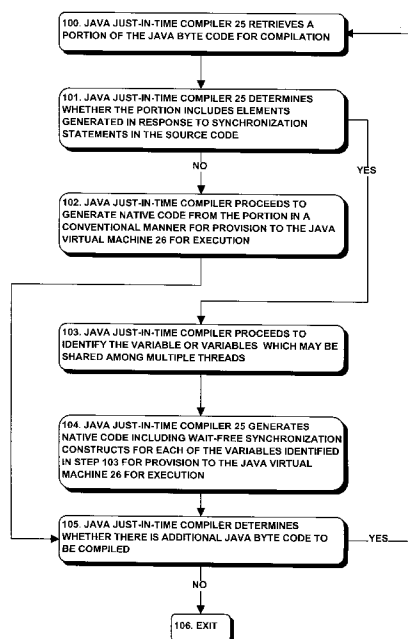 100. JAVA JUST-IN-TIME COMPILER 25 RETRIEVES A
PORTION OF THE JAVA BYTE CODE FOR COMPILATION
101. JAVA JUST-IN-TIME COMPILER 25 DETERMINES
WHETHER THE PORTION INCLUDES ELEMENTS
GENERATED IN RESPONSE TO SYNCHRONIZATION
STATEMENTS IN THE SOURCE CODE
NO
YES
102. JAVA JUST-IN-TIME COMPILER PROCEEDS TO
GENERATE NATIVE CODE FROM THE PORTION IN A
CONVENTIONAL MANNER FOR PROVISION TO THE JAVA
VIRTUAL MACHINE 26 FOR EXECUTION
103. JAVA JUST-IN-TIME COMPILER PROCEEDS TO
IDENTIFY THE VARIABLE OR VARIABLES WHICH MAY BE
SHARED AMONG MULTIPLE THREADS
104. JAVA JUST-IN-TIME COMPILER 25 GENERATES
NATIVE CODE INCLUDING WAIT-FREE SYNCHRONIZATION
CONSTRUCTS FOR EACH OF THE VARIABLES IDENTIFIED
IN STEP 103 FOR PROVISION TO THE JAVA VIRTUAL
MACHINE 26 FOR EXECUTION
105. JAVA JUST-IN-TIME COMPILER DETERMINES
WHETHER THERE IS ADDITIONAL JAVA BYTE CODE TO
BE COMPILED
YES
NO
106. EXIT